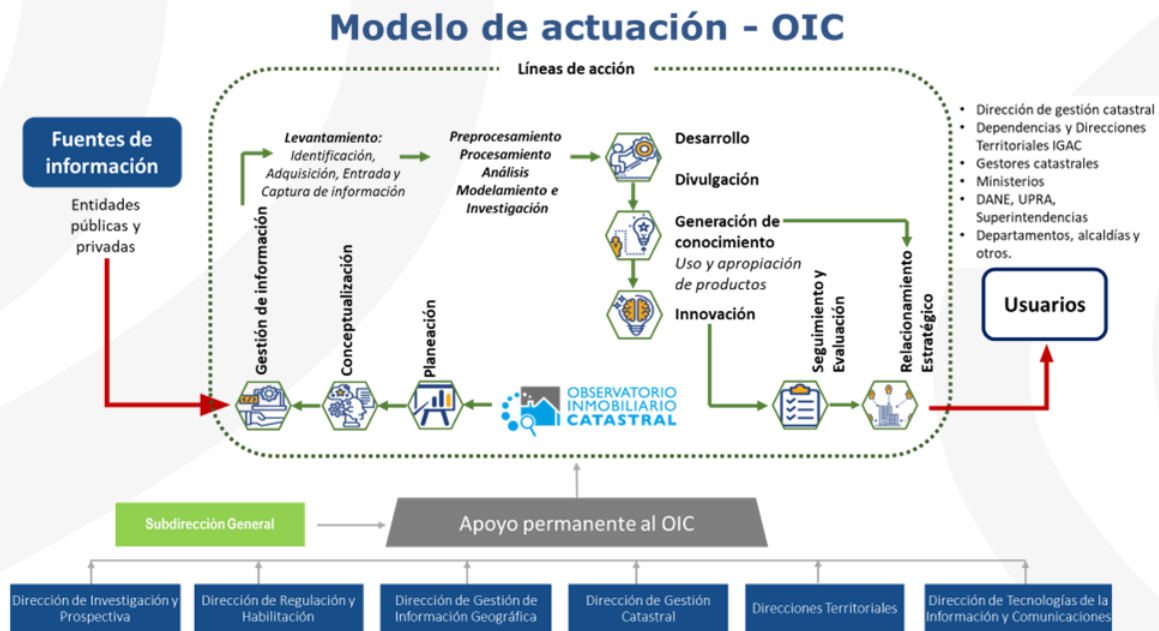 Modelo de actuación - OIC
Líneas de acción
Fuentes de
información
Entidades
públicas y
privadas
Levantamiento:
Identificación,
Adquisición, Entrada y
Captura de información
Preprocesamiento
Procesamiento
Análisis
Modelamiento e
Investigación
Desarrollo
Divulgación
Generación de
conocimiento
Uso y apropiación
de productos
Innovación
Gestión de información
Conceptualización
Planeación
OBSERVATORIO
INMOBILIARIO
CATASTRAL
Seguimiento y
Evaluación
Relacionamiento
Estratégico
• Dirección de gestión catastral
• Dependencias y Direcciones
Territoriales IGAC
• Gestores catastrales
• Ministerios
• DANE, UPRA,
Superintendencias
• Departamentos, alcaldías y
otros.
Usuarios
Subdirección General
Apoyo permanente al OIC
Dirección de Investigación y
Prospectiva
Dirección de Regulación y
Habilitación
Dirección de Gestión de
Información Geográfica
Dirección de Gestión
Catastral
Direcciones Territoriales
Dirección de Tecnologías de la
Información y Comunicaciones